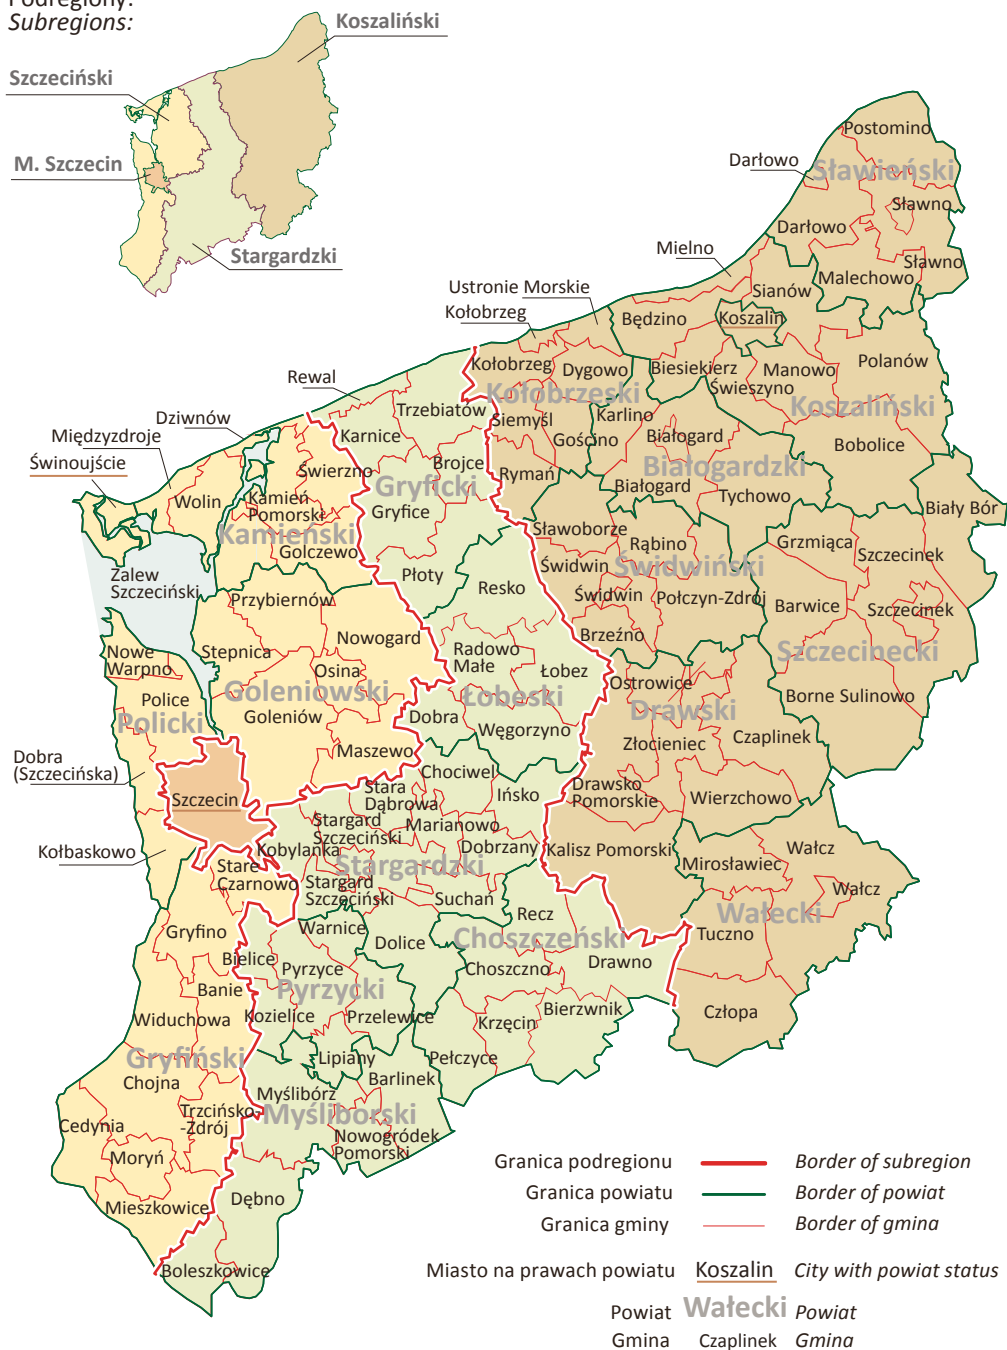 Podregiony:
Subregions:
Koszaliński
Szczeciński
M. Szczecin
Stargardzki
Postomino
Darłowo
Sławieński
Sławno
Darłowo
Mielno
Sławno
Malechowo
Sianów
Ustronie Morskie
Kołobrzeg
Będzino
Koszalin
Polanów
Kołobrzeg
Dygowo
Biesiekierz
Manowo
Świeszyno
Rewal
Kołobrzeski
Koszaliński
Trzebiatów
Siemyśl
Karlino
Dziwnów
Karnice
Gościno
Białogard
Bobolice
Międzyzdroje
Świnoujście
Świerzno
Brojce
Rymań
Białogardzki
Gryficki
Białogard
Tychowo
Wolin
Kamień
Pomorski
Gryfice
Biały Bór
Kamieński
Sławoborze
Rąbino
Grzmiąca
Golczewo
Szczecinek
Świdwin
Świdwiński
Zalew
Szczeciński
Płoty
Resko
Świdwin
Połczyn-Zdrój
Barwice
Szczecinek
Przybiernów
Nowogard
Brzeźno
Stepnica
Radowo
Małe
Szczecinecki
Nowe
Warpno
Osina
Łobez
Ostrowice
Police
Goleniowski
Łobeski
Borne Sulinowo
Policki
Goleniów
Dobra
Drawski
Węgorzyno
Czaplinek
Maszewo
Złocieniec
Dobra
(Szczecińska)
Chociwel
Szczecin
Stara
Dąbrowa
Ińsko
Drawsko
Pomorskie
Wierzchowo
Stargard
Szczeciński
Marianowo
Kołbaskowo
Kobylanka
Dobrzany
Kalisz Pomorski
Wałcz
Stare
Czarnowo
Stargardzki
Mirosławiec
Stargard
Szczeciński
Suchań
Wałcz
Recz
Wałecki
Gryfino
Warnice
Dolice
Choszczeński
Tuczno
Bielice
Pyrzyce
Choszczno
Drawno
Banie
Pyrzycki
Widuchowa
Kozielice
Przelewice
Krzęcin
Bierzwnik
Człopa
Gryfiński
Lipiany
Pełczyce
Chojna
Barlinek
Myślibórz
Trzcińsko-
-Zdrój
Myśliborski
Cedynia
Nowogródek
Pomorski
Moryń
Mieszkowice
Dębno
Boleszkowice
Granica podregionu Border of subregion
Granica powiatu Border of powiat
Granica gminy Border of gmina
Miasto na prawach powiatu Koszalin City with powiat status
Powiat Wałecki Powiat
Gmina Czaplinek Gmina